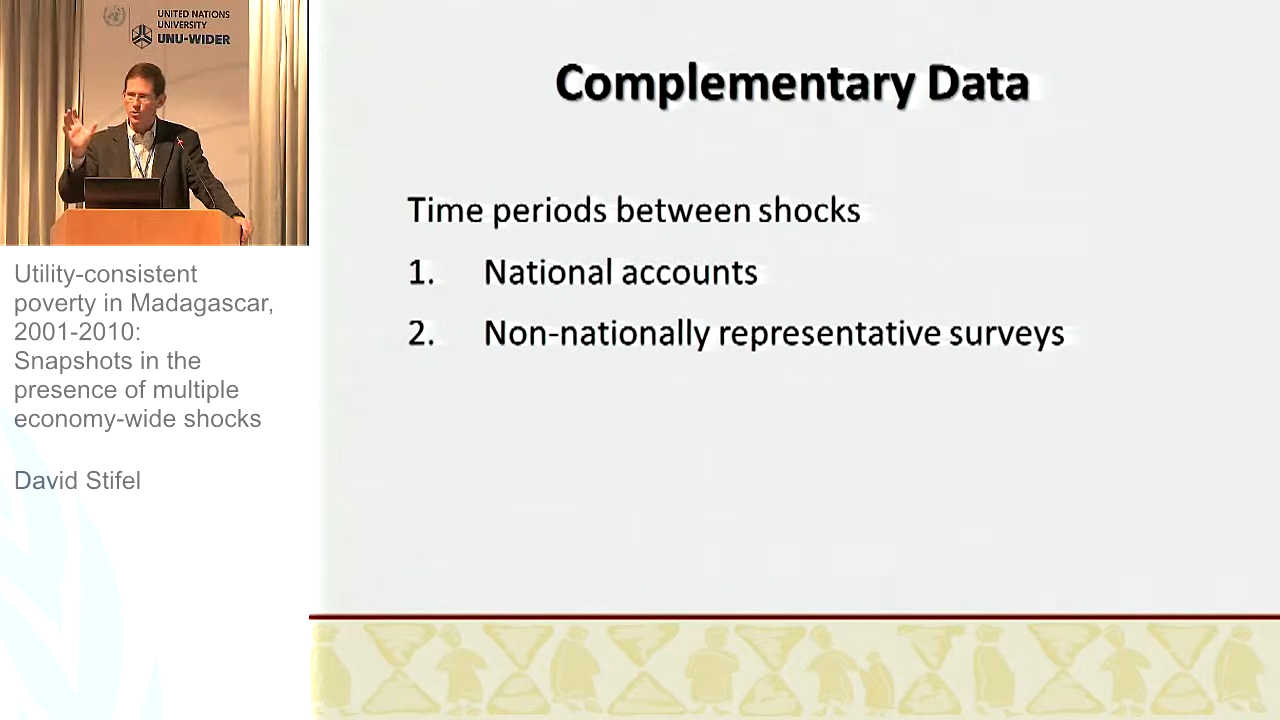 UNITED NATIONS
UNIVERSITY
UNU-WIDER
Complementary Data
Time periods between shocks
1. National accounts
2. Non-nationally representative surveys
Utility-consistent
poverty in Madagascar,
2001-2010:
Snapshots in the
presence of multiple
economy-wide shocks
David Stifel